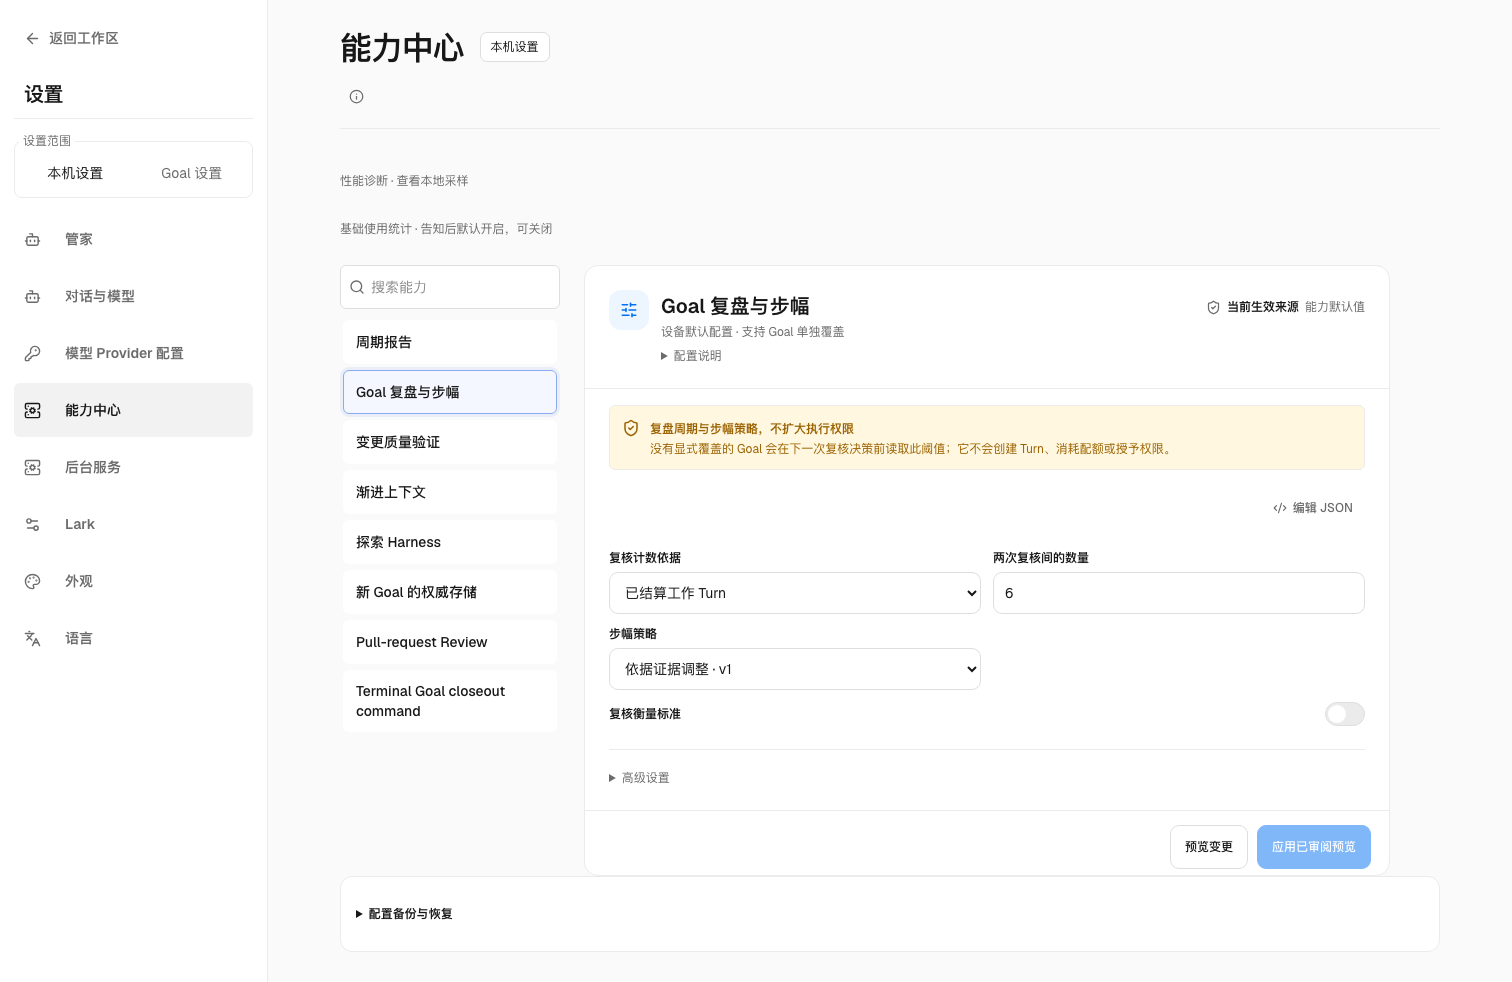 返回工作区
设置
设置范围
本机设置
Goal 设置
管家
对话与模型
模型 Provider 配置
能力中心
后台服务
Lark
外观
语言
能力中心
本机设置
性能诊断 · 查看本地采样
基础使用统计 · 告知后默认开启，可关闭
搜索能力
周期报告
Goal 复盘与步幅
变更质量验证
渐进上下文
探索 Harness
新 Goal 的权威存储
Pull-request Review
Terminal Goal closeout
command
Goal 复盘与步幅
设备默认配置 · 支持 Goal 单独覆盖
配置说明
当前生效来源 能力默认值
复盘周期与步幅策略，不扩大执行权限
没有显式覆盖的 Goal 会在下一次复核决策前读取此阈值；它不会创建 Turn、消耗配额或授予权限。
编辑 JSON
复核计数依据
已结算工作 Turn
两次复核间的数量
6
步幅策略
依据证据调整 · v1
复核衡量标准
高级设置
预览变更
应用已审阅预览
配置备份与恢复